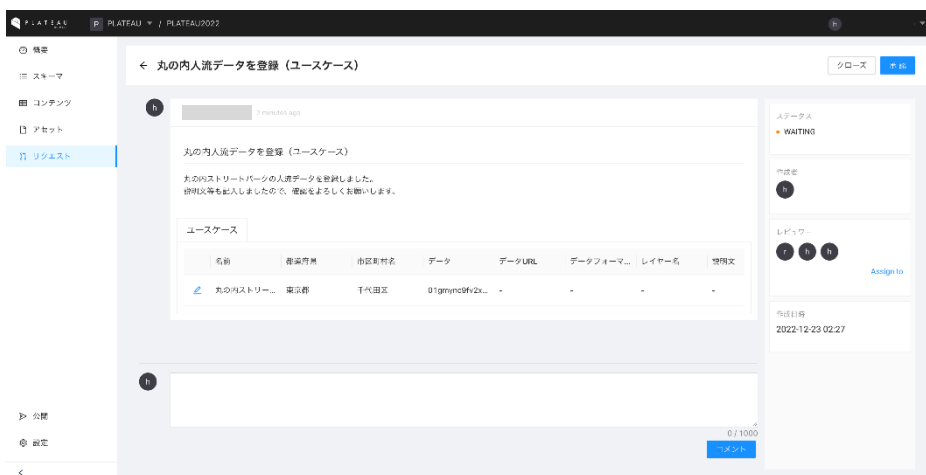 PLATEAU
P PLATEAU / PLATEAU2022
h
概要
スキーマ
コンテンツ
アセット
リクエスト
公開
設定
← 丸の内人流データを登録（ユースケース）
クローズ
承認
h
minutes ago
丸の内人流データを登録（ユースケース）
丸の内ストリートパークの人流データを登録しました。
説明文等も記入しましたので、確認をよろしくお願いします。
ユースケース
名前 都道府県 市区町村名 データ データURL データフォーマ... レイヤー名 説明文
丸の内ストリー... 東京都 千代田区 01gmync9fv2x... - - - -
h
0 / 1000
コメント
ステータス
WAITING
作成者
h
レビュワー
r h h
Assign to
作成日時
2022-12-23 02:27